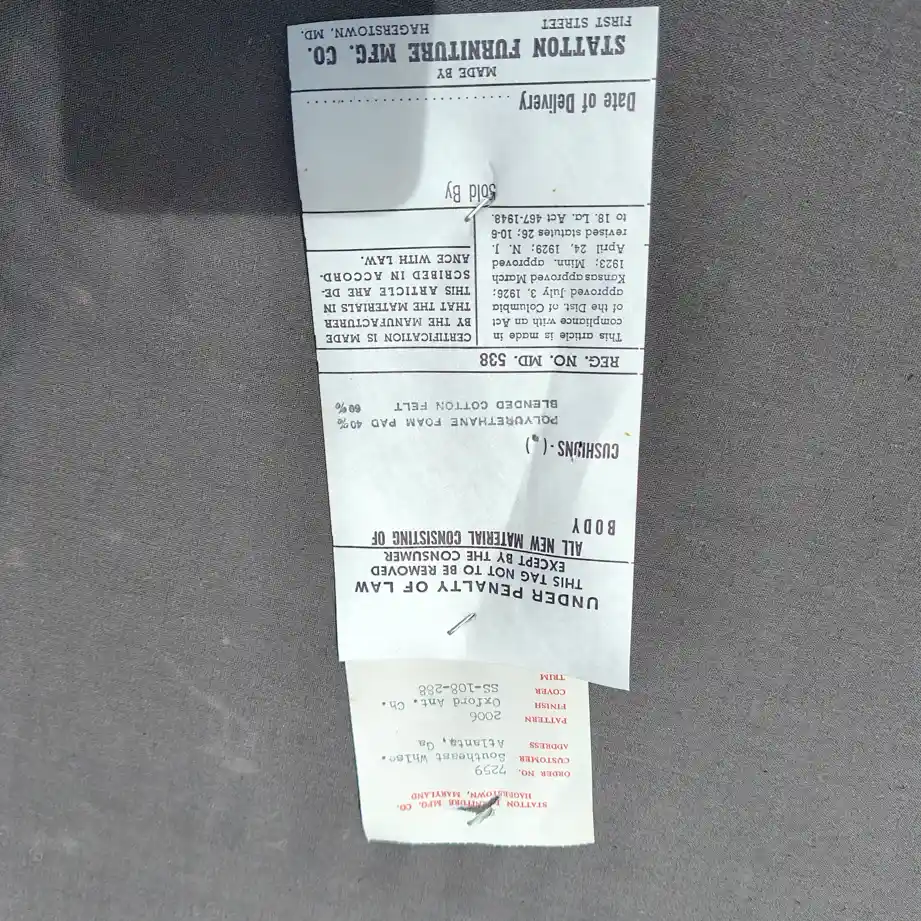 STATTON FURNITURE MFG. CO.
HAGERSTOWN, MARYLAND
ORDER NO. 7259
CUSTOMER Southeast Whlse.
ADDRESS Atlanta, Ga
PATTERN 2006
FINISH Oxford Ant. Ch.
COVER SS-108-288
TRIM
UNDER PENALTY OF LAW
THIS TAG NOT TO BE REMOVED
EXCEPT BY THE CONSUMER
ALL NEW MATERIAL CONSISTING OF
BODY
CUSHIONS-( )
POLYURETHANE FOAM PAD 40%
BLENDED COTTON FELT 60%
REG. NO. MD. 538
This article is made in
compliance with an Act
of the Dist. of Columbia
approved July 3, 1926;
Kansas approved March
1923; Minn. approved
April 24, 1929; N. J.
revised statutes 26; 10-6
to 18. La. Act 467-1948.
CERTIFICATION IS MADE
BY THE MANUFACTURER
THAT THE MATERIALS IN
THIS ARTICLE ARE DE-
SCRIBED IN ACCORD-
ANCE WITH LAW.
Sold By
Date of Delivery
MADE BY
STATTON FURNITURE MFG. CO.
FIRST STREET HAGERSTOWN, MD.